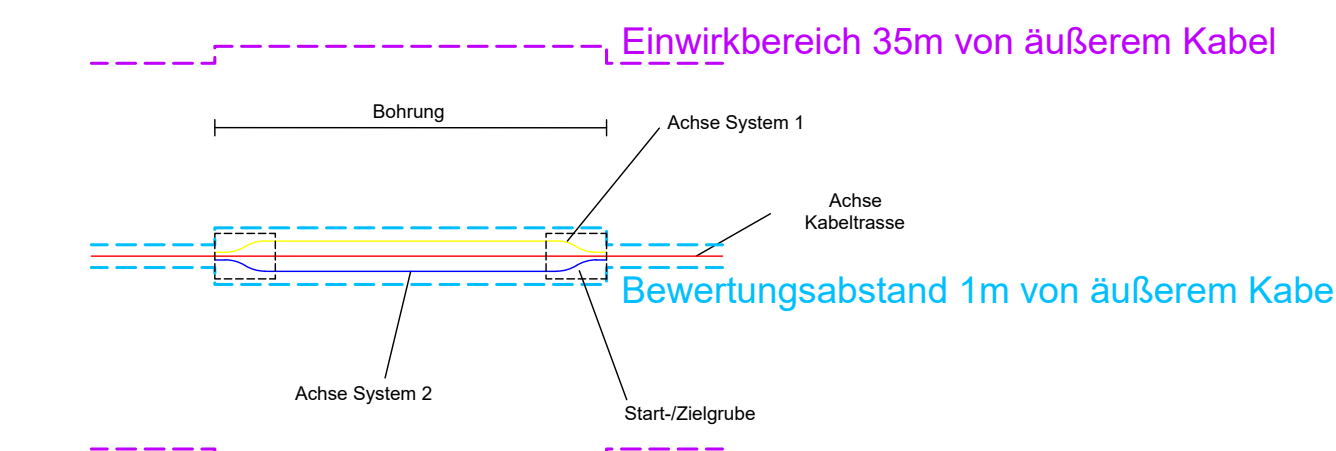 Einwirkbereich 35m von äußerem Kabel
Bohrung
Achse System 1
Achse
Kabeltrasse
Bewertungsabstand 1m von äußerem Kabe
Achse System 2
Start-/Zielgrube